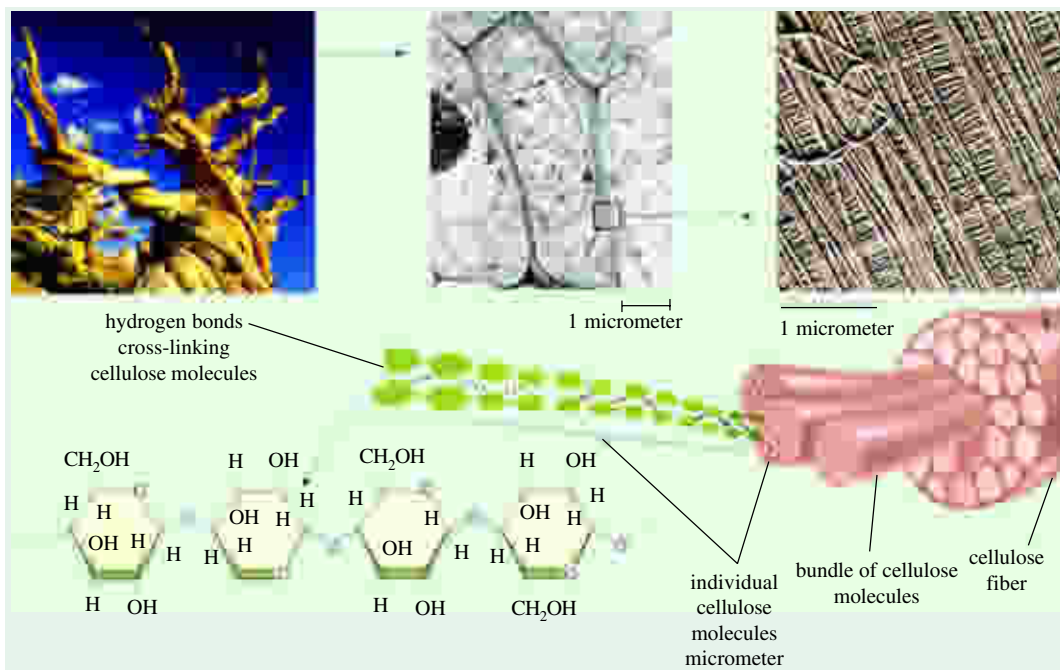 1 micrometer
1 micrometer
hydrogen bonds
cross-linking
cellulose molecules
CH₂OH
H
OH
CH₂OH
H
OH
H
H
OH
H
H
H
OH
H
H
H
H
H
OH
H
H
OH
H
OH
H
H
H
OH
H
H
OH
CH₂OH
individual
cellulose
molecules
micrometer
bundle of cellulose
molecules
cellulose
fiber